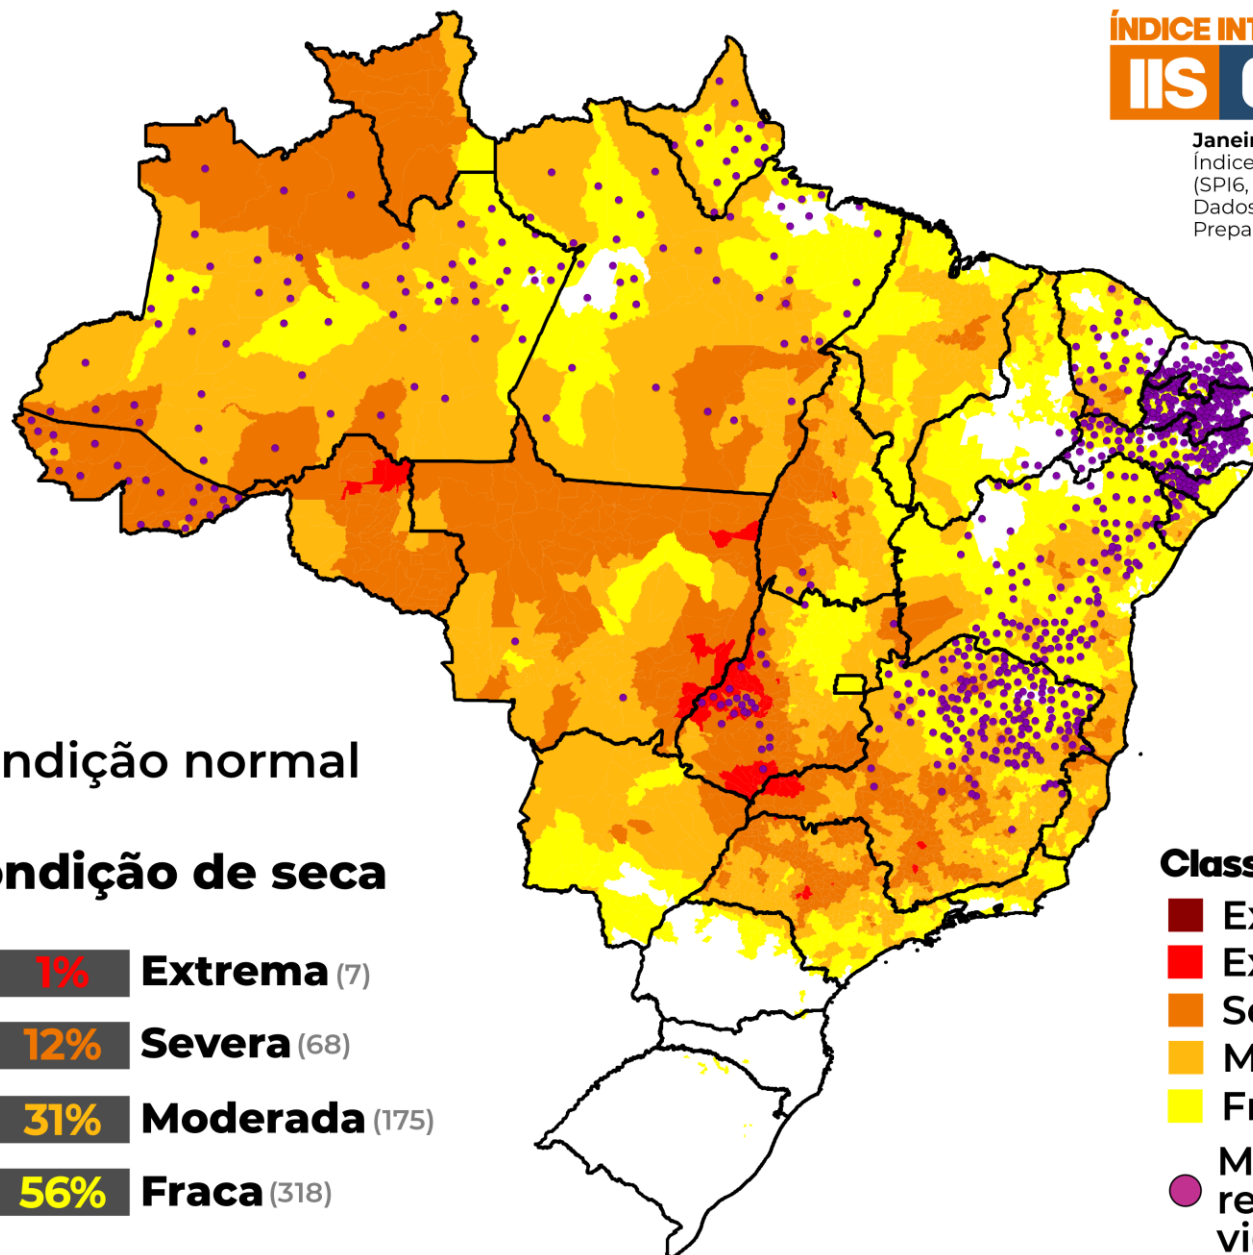 ÍNDICE INT
IIS
Janeir
Índice
(SPI6,
Dados
Prepa
ndição normal
ondição de seca
1% Extrema (7)
12% Severa (68)
31% Moderada (175)
56% Fraca (318)
Class
Ex
Ex
Se
M
Fr
M
re
vi